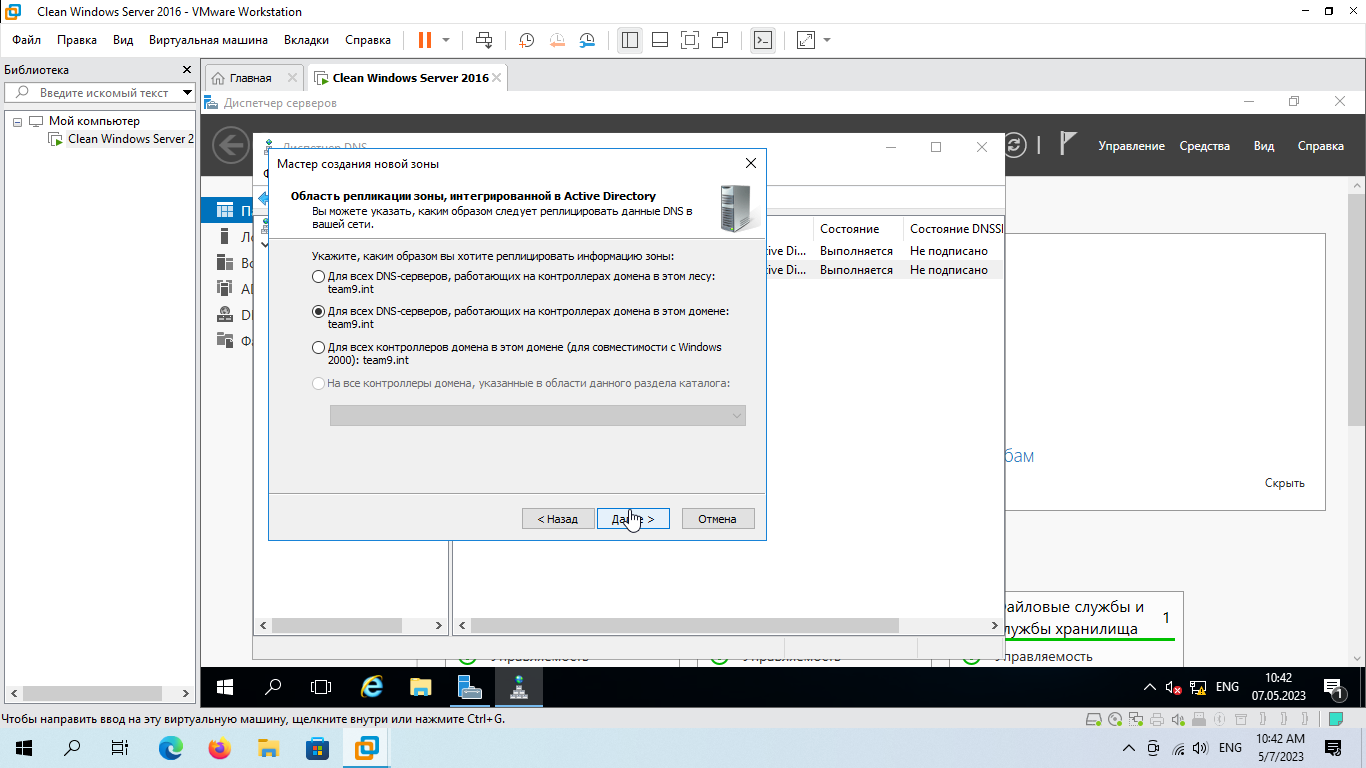 Clean Windows Server 2016 - VMware Workstation
Файл Правка Вид Виртуальная машина Вкладки Справка
Библиотека
Введите искомый текст
Мой компьютер
Clean Windows Server 2
Главная
Clean Windows Server 2016
Диспетчер серверов
Управление Средства Вид Справка
Диспетчер DNS
Мастер создания новой зоны
Область репликации зоны, интегрированной в Active Directory
Вы можете указать, каким образом следует реплицировать данные DNS в
вашей сети.
Укажите, каким образом вы хотите реплицировать информацию зоны:
Для всех DNS-серверов, работающих на контроллерах домена в этом лесу:
team9.int
Для всех DNS-серверов, работающих на контроллерах домена в этом домене:
team9.int
Для всех контроллеров домена в этом домене (для совместимости с Windows
2000): team9.int
На все контроллеры домена, указанные в области данного раздела каталога:
< Назад
Далее >
Отмена
Состояние Состояние DNSSE
ive Di... Выполняется Не подписано
ive Di... Выполняется Не подписано
П
Ло
Вс
AD
D
Фа
бам
Скрыть
айловые службы и
лужбы хранилища
1
Управляемость
Управляемость
Управляемость
ENG
10:42
07.05.2023
1
Чтобы направить ввод на эту виртуальную машину, щелкните внутри или нажмите Ctrl+G.
ENG
10:42 AM
5/7/2023